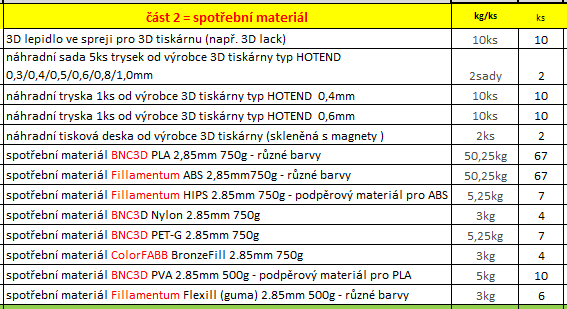 část 2 = spotřební materiál kg/ks ks
3D lepidlo ve spreji pro 3D tiskárnu (např. 3D lack) 10ks 10
náhradní sada 5ks trysek od výrobce 3D tiskárny typ HOTEND
0,3/0,4/0,5/0,6/0,8/1,0mm 2sady 2
náhradní tryska 1ks od výrobce 3D tiskárny typ HOTEND 0,4mm 10ks 10
náhradní tryska 1ks od výrobce 3D tiskárny typ HOTEND 0,6mm 10ks 10
náhradní tisková deska od výrobce 3D tiskárny (skleněná s magnety ) 2ks 2
spotřební materiál BNC3D PLA 2,85mm 750g - různé barvy 50,25kg 67
spotřební materiál Fillamentum ABS 2,85mm750g - různé barvy 50,25kg 67
spotřební materiál Fillamentum HIPS 2.85mm 750g - podpěrový materiál pro ABS 5,25kg 7
spotřební materiál BNC3D Nylon 2.85mm 750g 3kg 4
spotřební materiál BNC3D PET-G 2.85mm 750g 5,25kg 7
spotřební materiál ColorFABB BronzeFill 2.85mm 750g 3kg 4
spotřební materiál BNC3D PVA 2.85mm 500g - podpěrový materiál pro PLA 5kg 10
spotřební materiál Fillamentum Flexill (guma) 2.85mm 500g - různé barvy 3kg 6